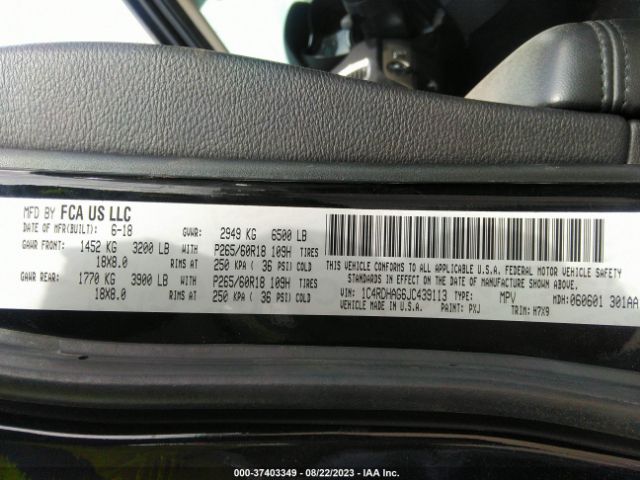 MFD BY FCA US LLC
DATE OF MFR(BUILT): 6-18 GVWR: 2949 KG 6500 LB
GAWR FRONT: 1452 KG 3200 LB WITH P265/60R18 109H TIRES
18X8.0 RIMS AT 250 KPA ( 36 PSI) COLD
GAWR REAR: 1770 KG 3900 LB WITH P265/60R18 109H TIRES
18X8.0 RIMS AT 250 KPA ( 36 PSI) COLD
THIS VEHICLE CONFORMS TO ALL APPLICABLE U.S.A. FEDERAL MOTOR VEHICLE SAFETY
STANDARDS IN EFFECT ON THE DATE OF MANUFACTURE SHOWN ABOVE.
VIN: 1C4RDHAG6JC439113 TYPE: MPV MDH: 060601 301AA
VEHICLE MADE IN U.S.A. PAINT: PXJ TRIM: H7X9
000-37403349 - 08/22/2023 - IAA Inc.